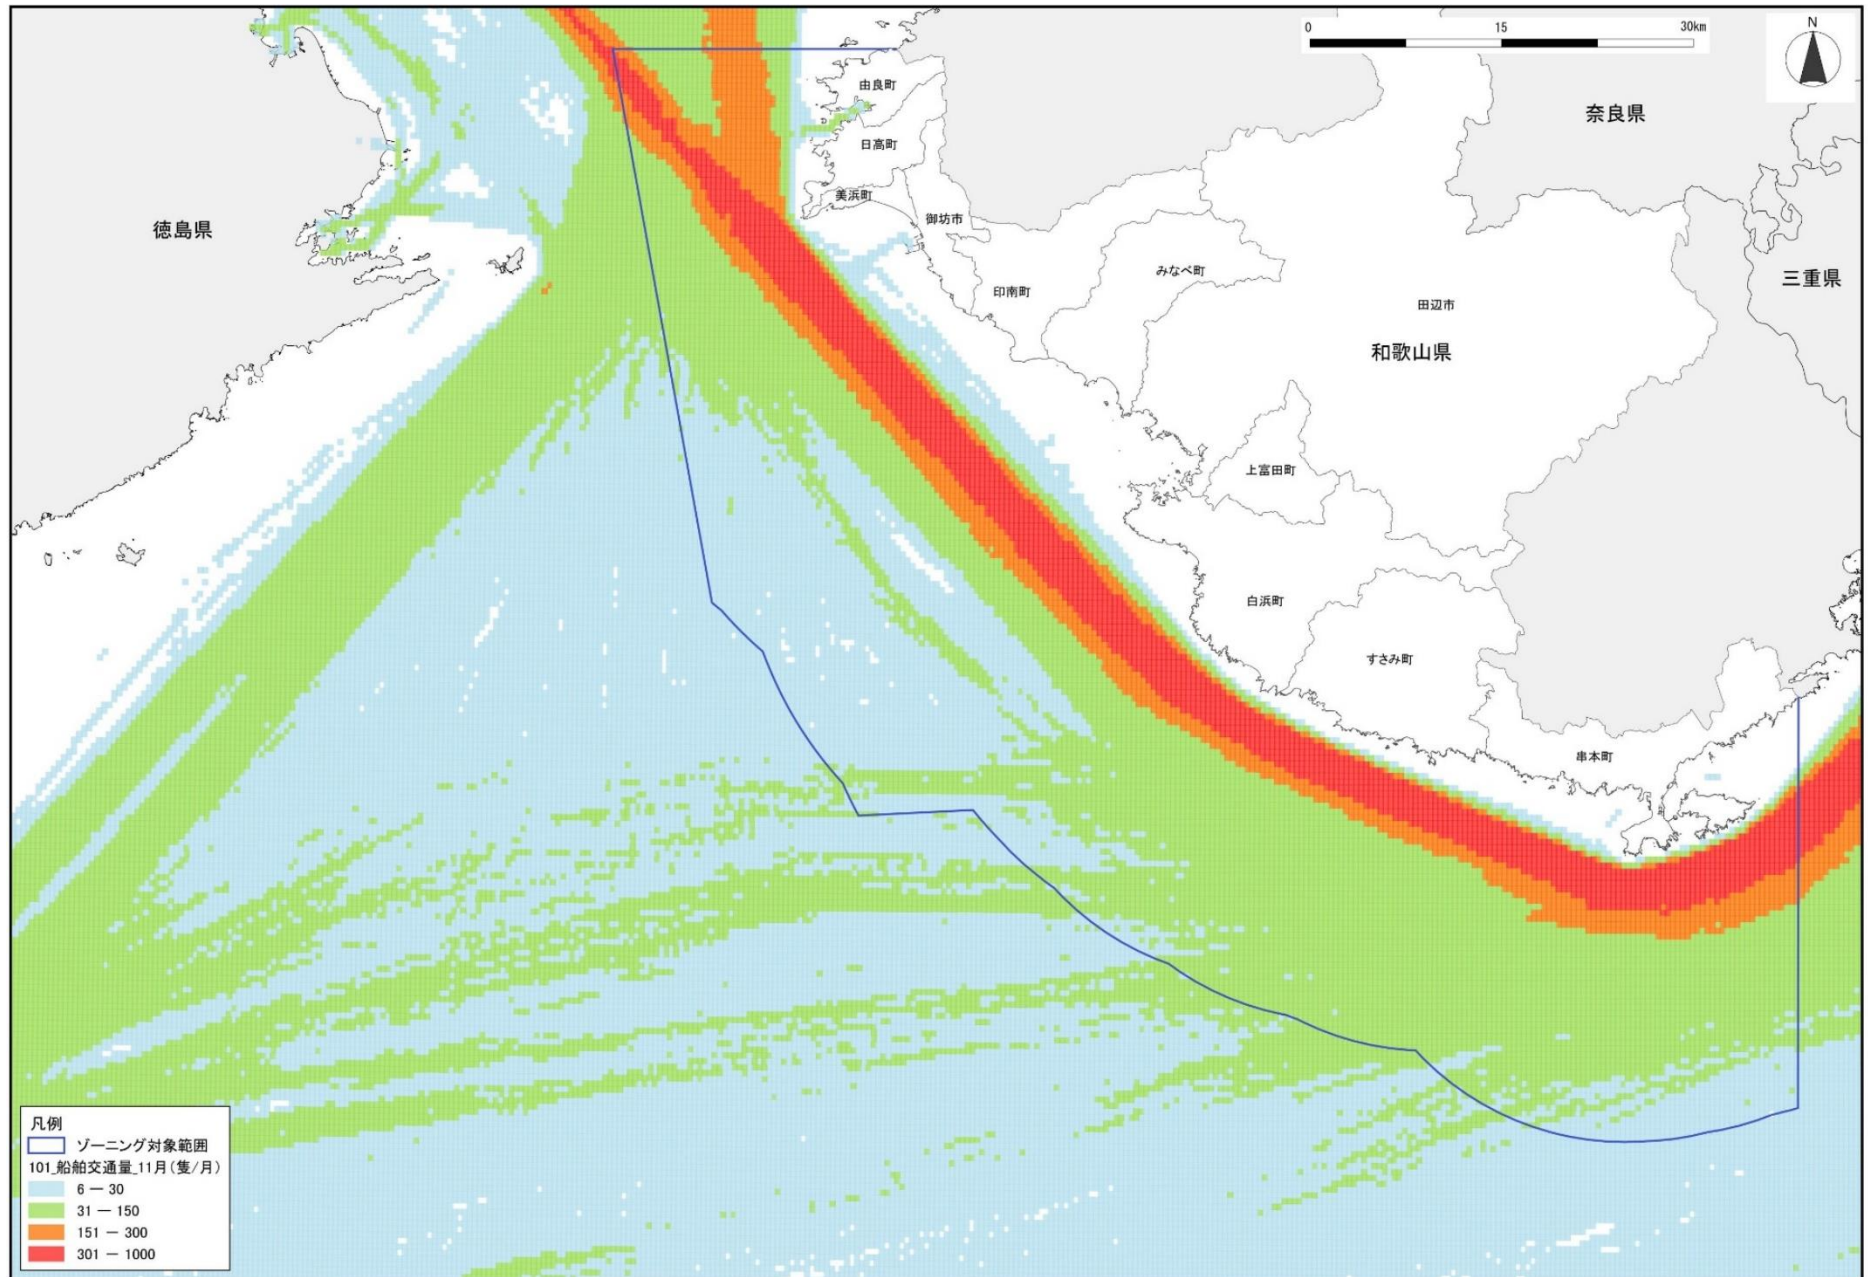 0 15 30km
N
奈良県
由良町
日高町
美浜町
御坊市
徳島県
みなべ町
三重県
印南町
田辺市
和歌山県
上富田町
白浜町
すさみ町
串本町
凡例
ゾーニング対象範囲
101_船舶交通量_11月(隻/月)
6 － 30
31 － 150
151 － 300
301 － 1000